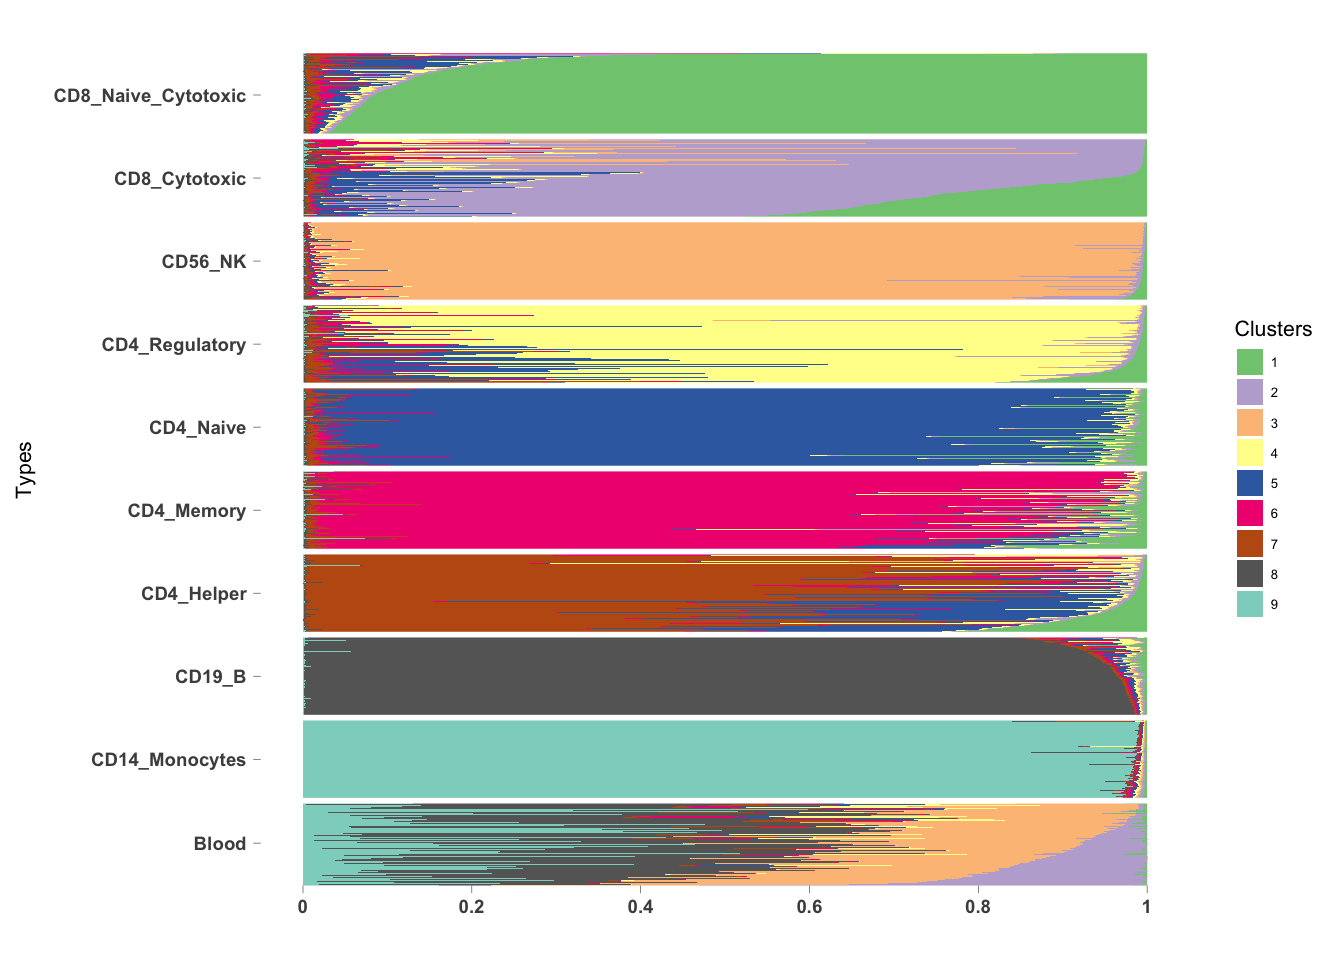 CD8_Naive_Cytotoxic
CD8_Cytotoxic
CD56_NK
CD4_Regulatory
CD4_Naive
CD4_Memory
CD4_Helper
CD19_B
CD14_Monocytes
Blood
Types
0 0.2 0.4 0.6 0.8 1
Clusters
1
2
3
4
5
6
7
8
9